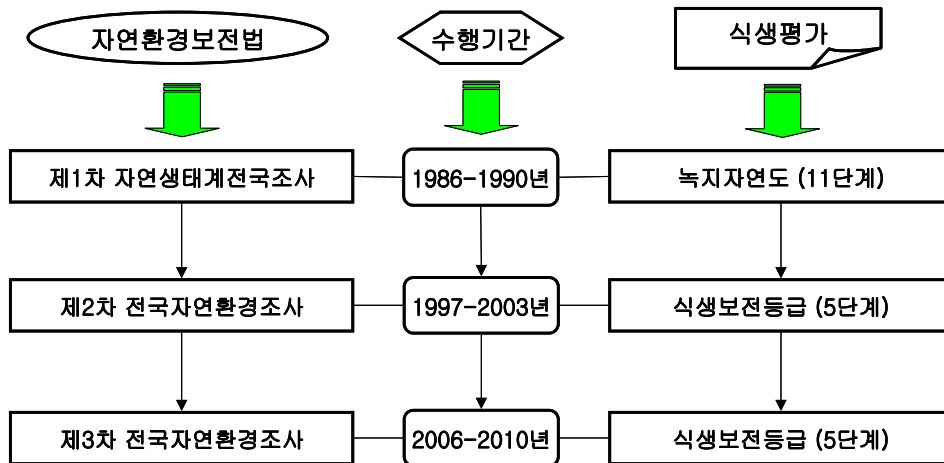 자연환경보전법
수행기간
식생평가
제1차 자연생태계전국조사
1986-1990년
녹지자연도 (11단계)
제2차 전국자연환경조사
1997-2003년
식생보전등급 (5단계)
제3차 전국자연환경조사
2006-2010년
식생보전등급 (5단계)